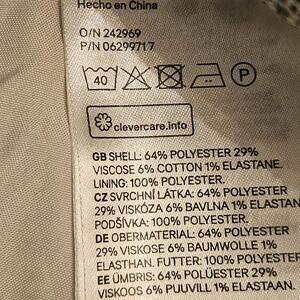 Hecho en China
O/N 242969
P/N 06299717
40 P
clevercare.info
GB SHELL: 64% POLYESTER 29%
VISCOSE 6% COTTON 1% ELASTANE.
LINING: 100% POLYESTER.
CZ SVRCHNÍ LÁTKA: 64% POLYESTER
29% VISKÓZA 6% BAVLNA 1% ELASTAN.
PODŠÍVKA: 100% POLYESTER.
DE OBERMATERIAL: 64% POLYESTER
29% VISKOSE 6% BAUMWOLLE 1%
ELASTHAN. FUTTER: 100% POLYESTER
EE ÜMBRIS: 64% POLÜESTER 29%
VISKOOS 6% PUUVILL 1% ELASTAAN.